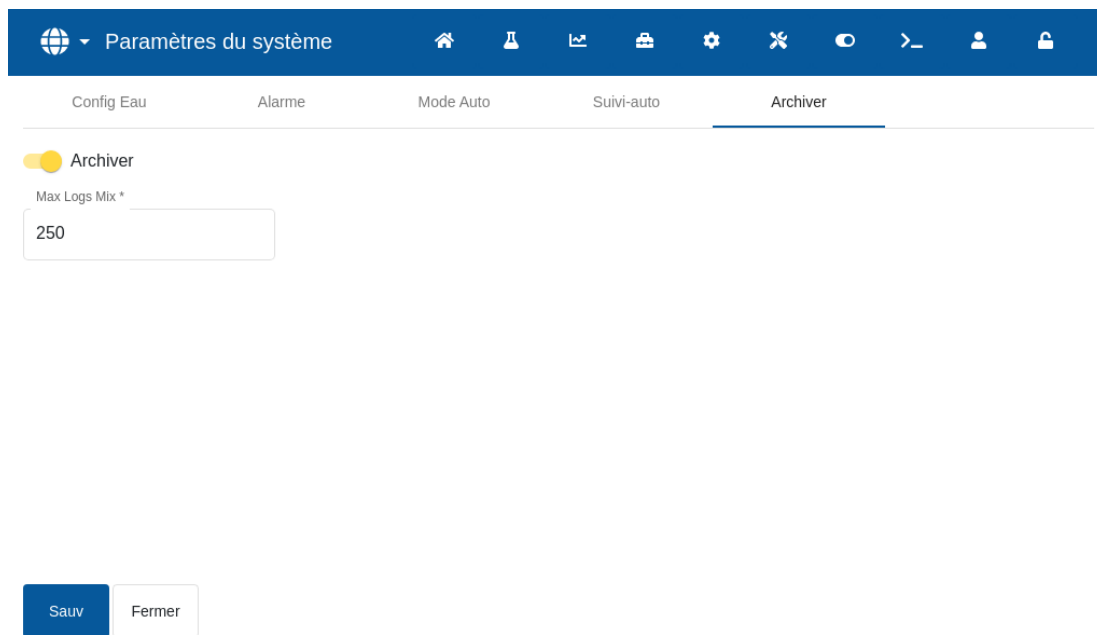 Paramètres du système
Config Eau Alarme Mode Auto Suivi-auto Archiver
Archiver
Max Logs Mix *
250
Sauv Fermer